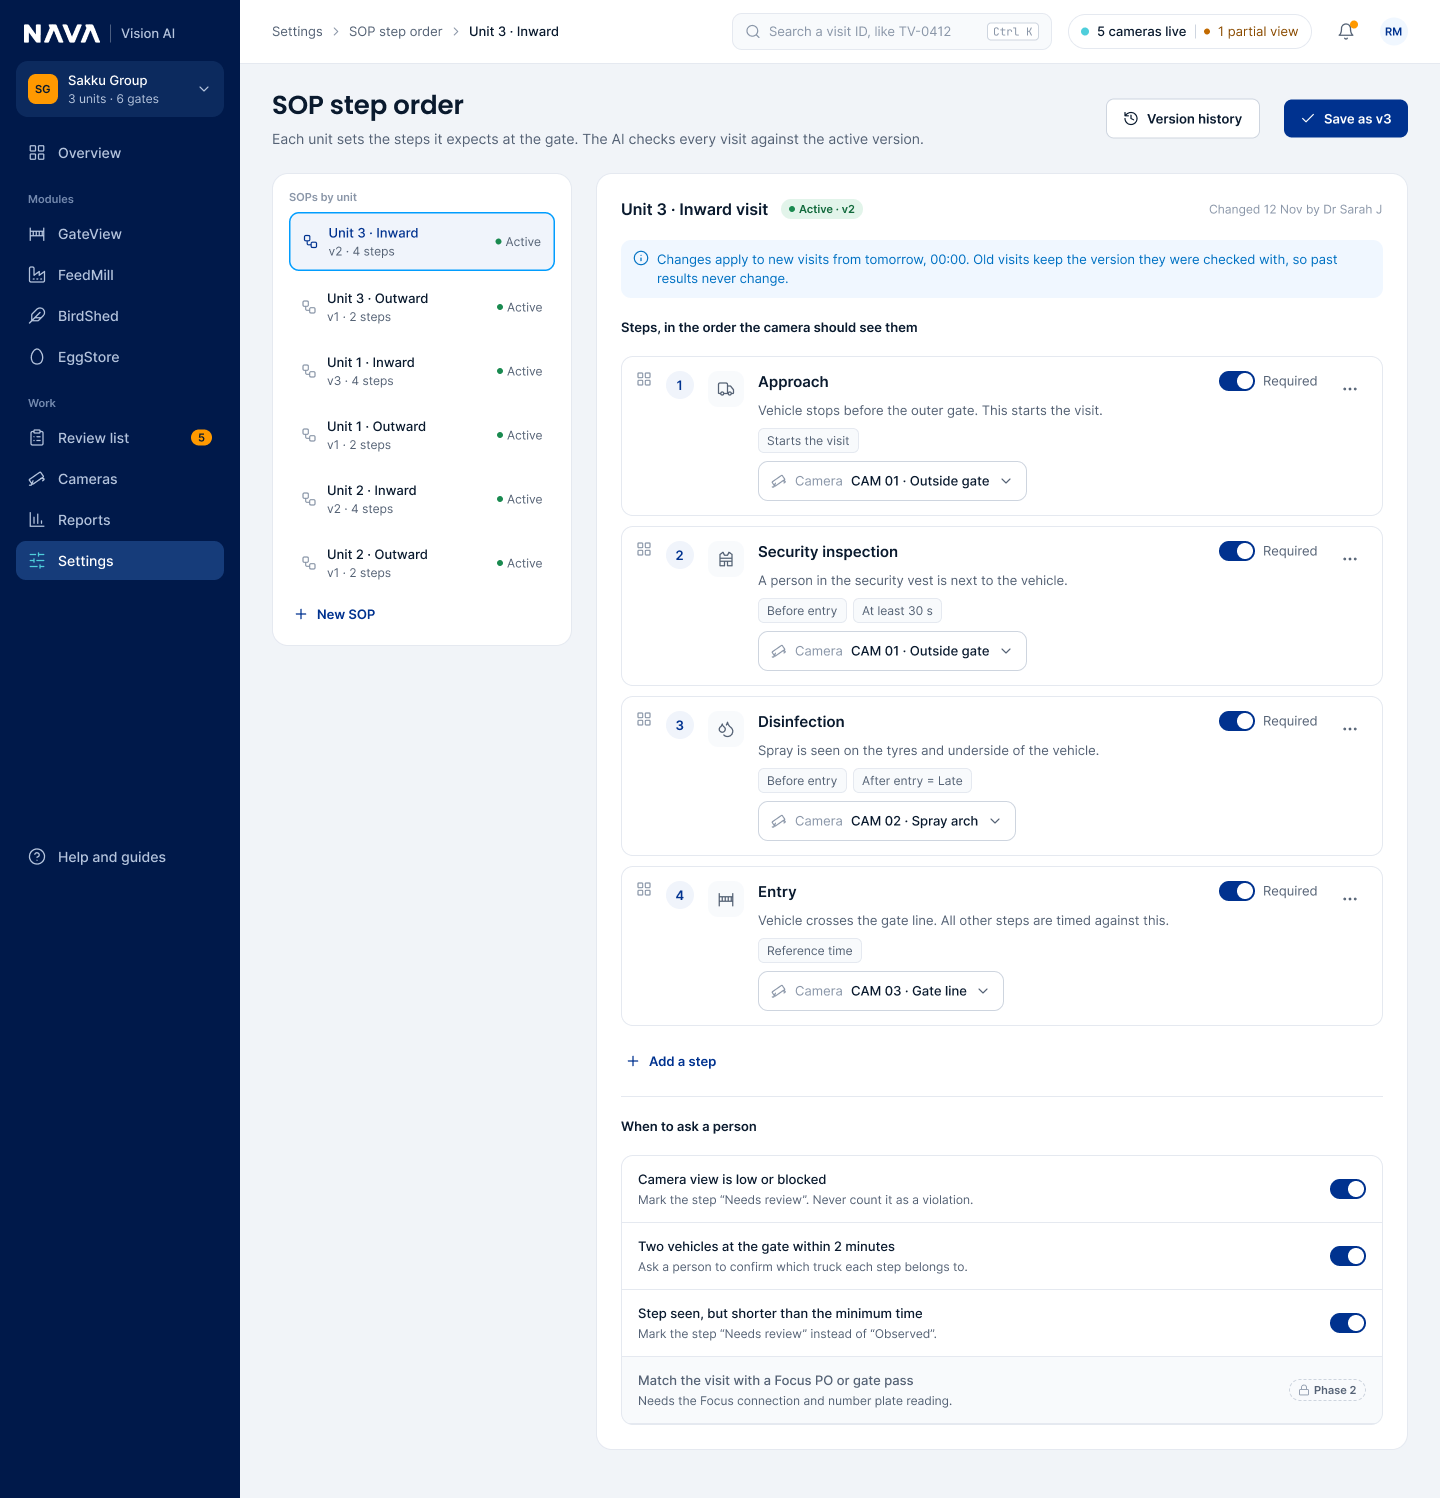 NAVA Vision AI
SG
Sakku Group
3 units · 6 gates
Overview
Modules
GateView
FeedMill
BirdShed
EggStore
Work
Review list
5
Cameras
Reports
Settings
Help and guides
Settings > SOP step order > Unit 3 · Inward
Search a visit ID, like TV-0412
Ctrl K
5 cameras live
1 partial view
RM
SOP step order
Each unit sets the steps it expects at the gate. The AI checks every visit against the active version.
Version history
Save as v3
SOPs by unit
Unit 3 · Inward
v2 · 4 steps
Active
Unit 3 · Outward
v1 · 2 steps
Active
Unit 1 · Inward
v3 · 4 steps
Active
Unit 1 · Outward
v1 · 2 steps
Active
Unit 2 · Inward
v2 · 4 steps
Active
Unit 2 · Outward
v1 · 2 steps
Active
New SOP
Unit 3 · Inward visit
Active · v2
Changed 12 Nov by Dr Sarah J
Changes apply to new visits from tomorrow, 00:00. Old visits keep the version they were checked with, so past
results never change.
Steps, in the order the camera should see them
1
Approach
Required
Vehicle stops before the outer gate. This starts the visit.
Starts the visit
Camera CAM 01 · Outside gate
2
Security inspection
Required
A person in the security vest is next to the vehicle.
Before entry
At least 30 s
Camera CAM 01 · Outside gate
3
Disinfection
Required
Spray is seen on the tyres and underside of the vehicle.
Before entry
After entry = Late
Camera CAM 02 · Spray arch
4
Entry
Required
Vehicle crosses the gate line. All other steps are timed against this.
Reference time
Camera CAM 03 · Gate line
Add a step
When to ask a person
Camera view is low or blocked
Mark the step “Needs review”. Never count it as a violation.
Two vehicles at the gate within 2 minutes
Ask a person to confirm which truck each step belongs to.
Step seen, but shorter than the minimum time
Mark the step “Needs review” instead of “Observed”.
Match the visit with a Focus PO or gate pass
Needs the Focus connection and number plate reading.
Phase 2